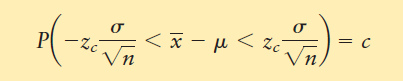 P(−z_c σ/√n < x̄ − μ < z_c σ/√n) = c